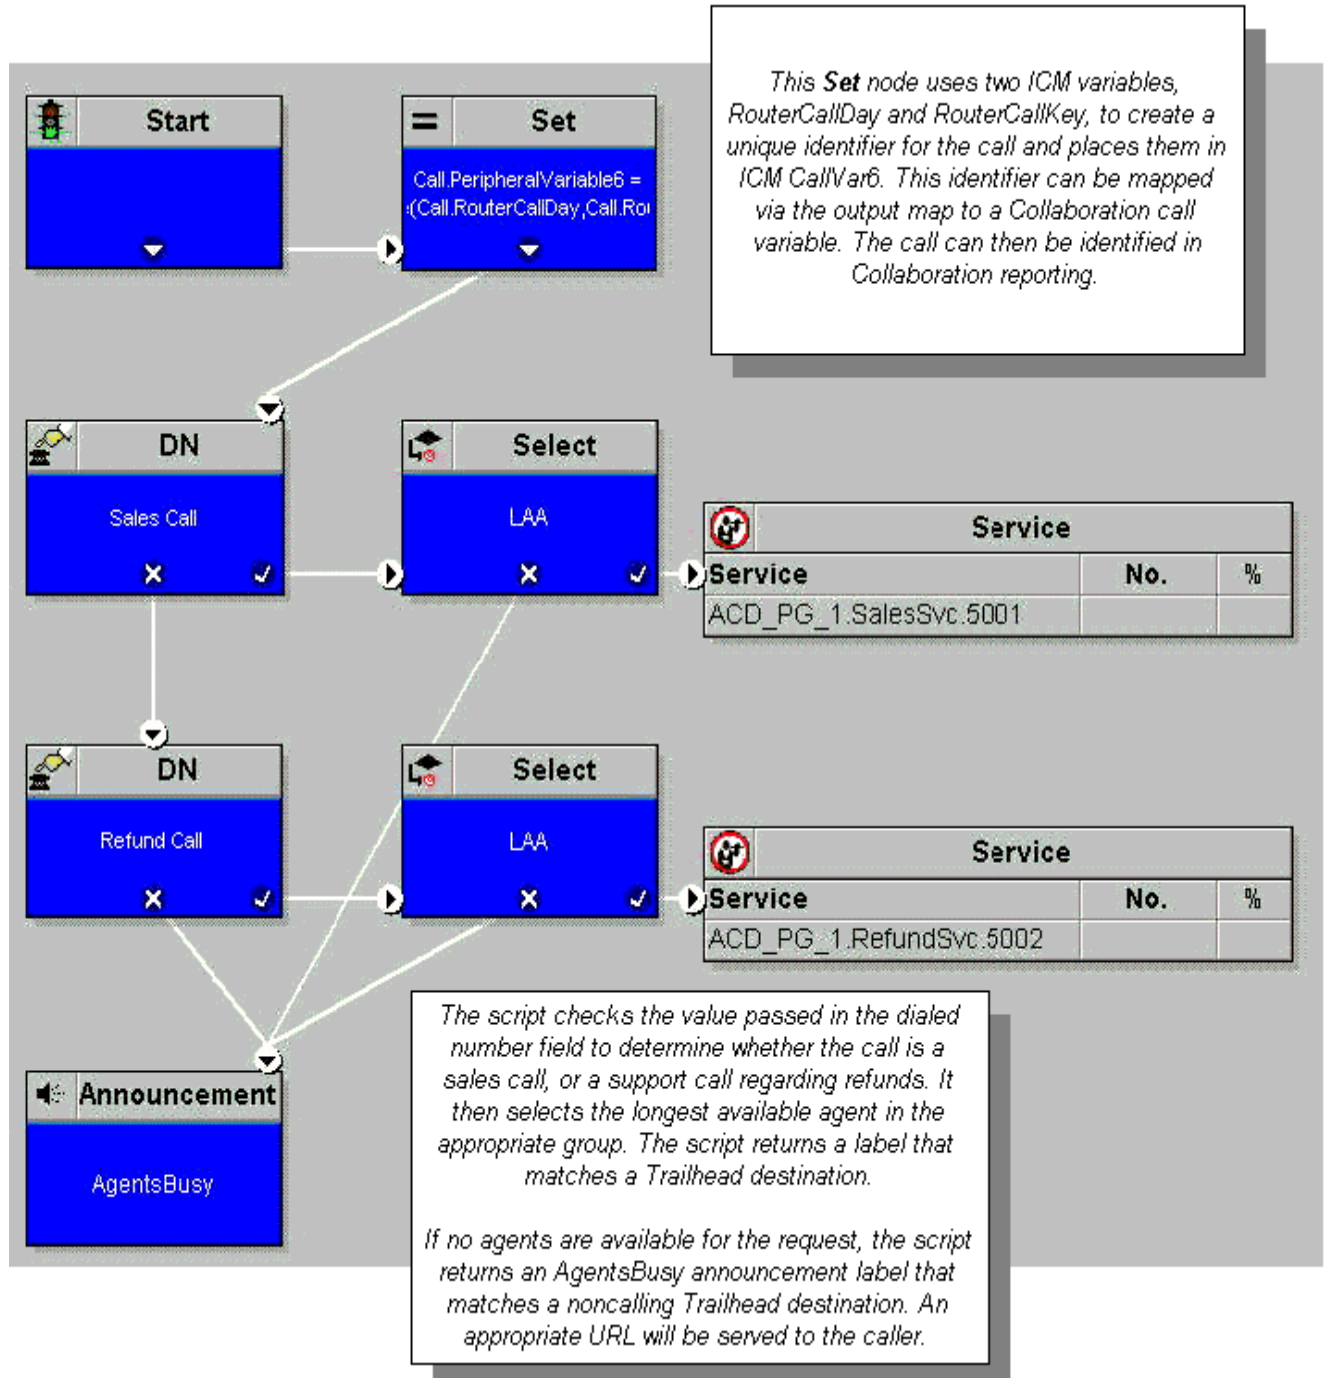 Start
Set
Call.PeripheralVariable6 =
:(Call.RouterCallDay,Call.Rou
This Set node uses two ICM variables,
RouterCallDay and RouterCallKey, to create a
unique identifier for the call and places them in
ICM CallVar6. This identifier can be mapped
via the output map to a Collaboration call
variable. The call can then be identified in
Collaboration reporting.
DN
Sales Call
Select
LAA
Service
Service No. %
ACD_PG_1.SalesSvc.5001
DN
Refund Call
Select
LAA
Service
Service No. %
ACD_PG_1.RefundSvc.5002
Announcement
AgentsBusy
The script checks the value passed in the dialed
number field to determine whether the call is a
sales call, or a support call regarding refunds. It
then selects the longest available agent in the
appropriate group. The script returns a label that
matches a Trailhead destination.
If no agents are available for the request, the script
returns an AgentsBusy announcement label that
matches a noncalling Trailhead destination. An
appropriate URL will be served to the caller.